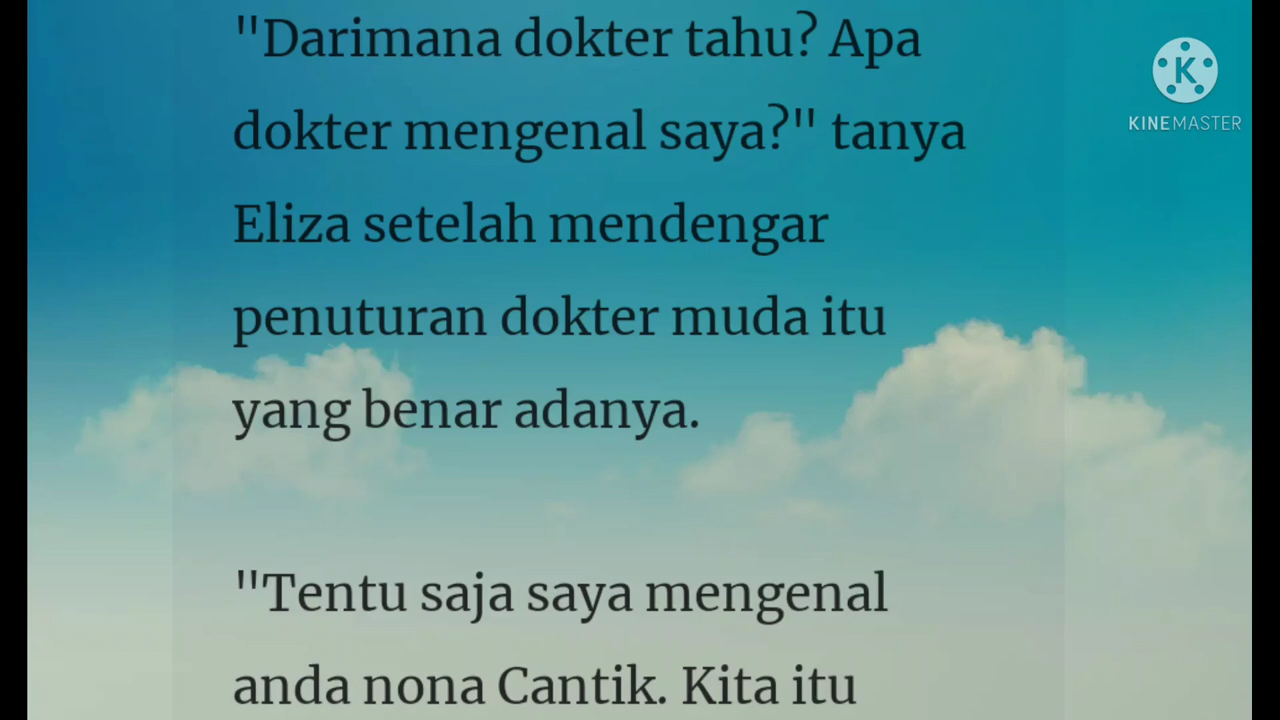 "Darimana dokter tahu? Apa
dokter mengenal saya?" tanya
Eliza setelah mendengar
penuturan dokter muda itu
yang benar adanya.
"Tentu saja saya mengenal
anda nona Cantik. Kita itu
K
KINEMASTER